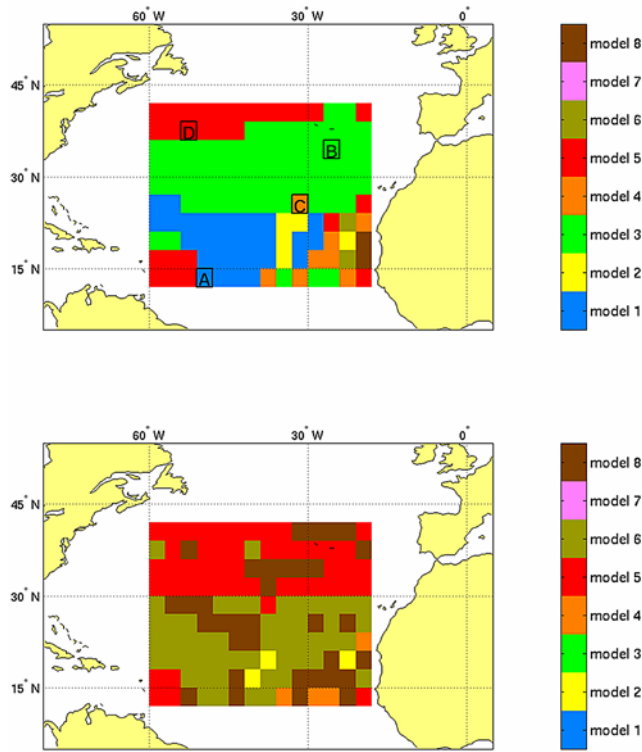 60° W 30° W 0°
45° N
30° N
15° N
D
B
C
A
model 8
model 7
model 6
model 5
model 4
model 3
model 2
model 1
60° W 30° W 0°
45° N
30° N
15° N
model 8
model 7
model 6
model 5
model 4
model 3
model 2
model 1